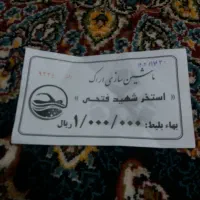 ماشین سازی اراک
« استخر شهید فتحی »
بهاء بلیط: ۱/۰۰۰/۰۰۰ ریال